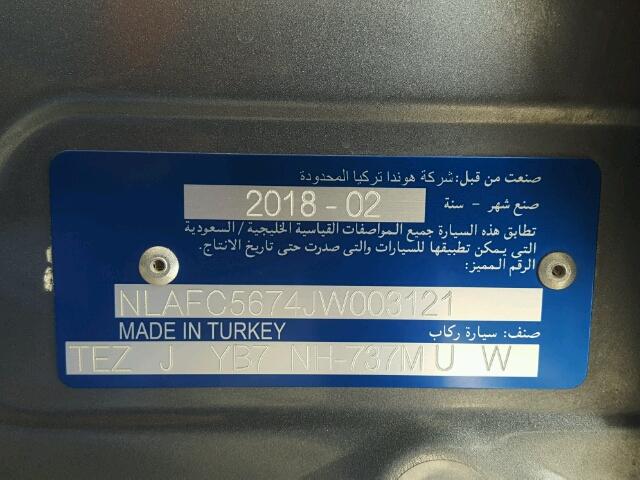 صنعت من قبل: شركة هوندا تركيا المحدودة
صنع شهر - سنة 2018 - 02
تطابق هذه السيارة جميع المواصفات القياسية الخليجية / السعودية
التي يمكن تطبيقها للسيارات والتى صدرت حتى تاريخ الانتاج.
الرقم المميز:
NLAFC5674JW003121
MADE IN TURKEY صنف: سيارة ركاب
TEZ J YB7 NH-737M U W